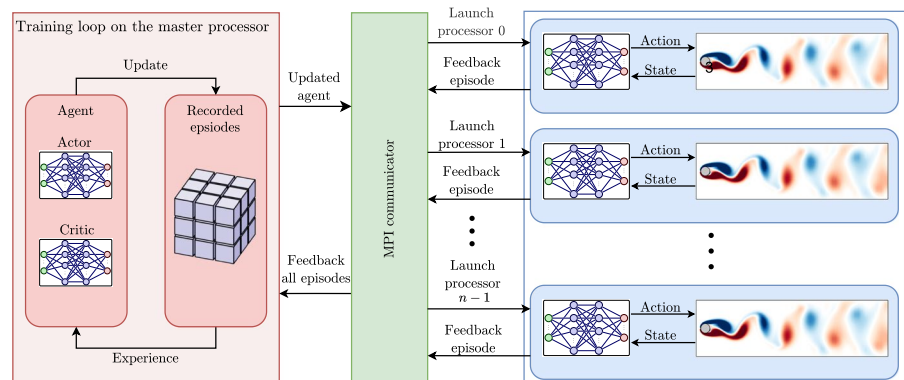 Training loop on the master processor
Update
Agent
Actor
Critic
Recorded
epsiodes
Experience
Updated
agent
Feedback
all episodes
MPI communicator
Launch
processor 0
Feedback
episode
Launch
processor 1
Feedback
episode
Launch
processor
n − 1
Feedback
episode
Action
State
3
Action
State
Action
State